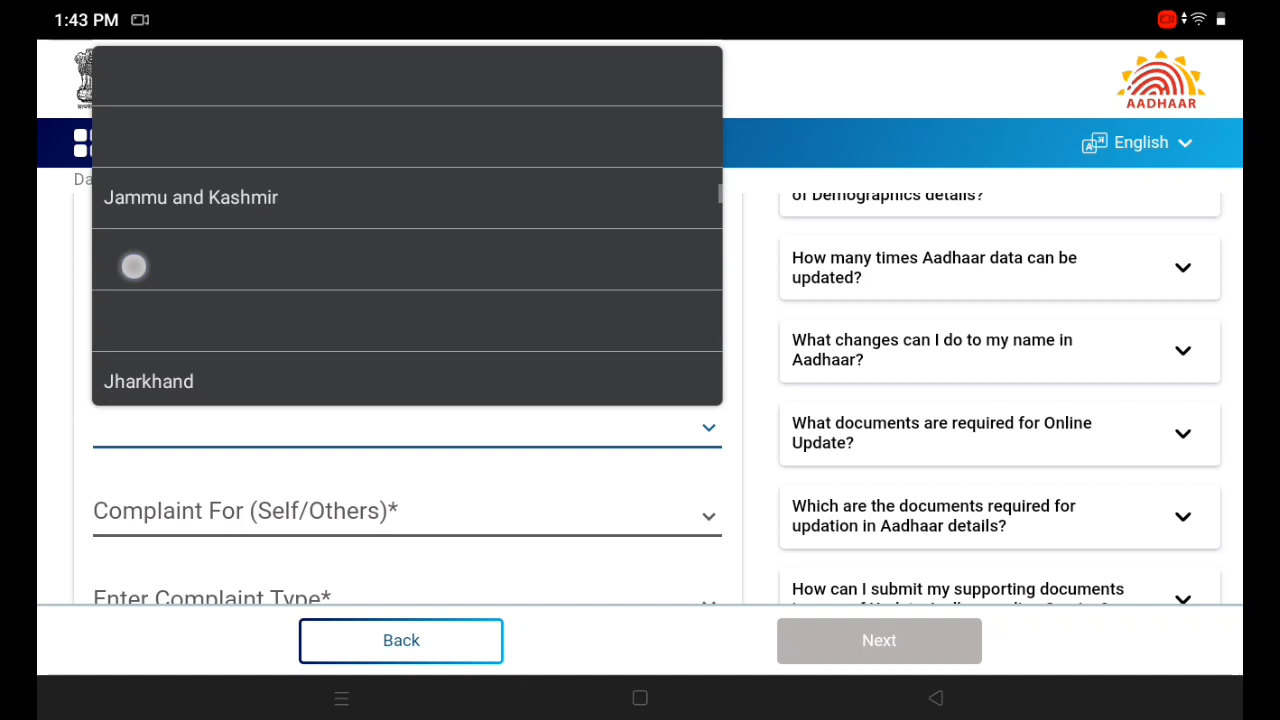 1:43 PM
AADHAAR
English
Da
Jammu and Kashmir
Jharkhand
Complaint For (Self/Others)*
Enter Complaint Type*
of Demographics details?
How many times Aadhaar data can be
updated?
What changes can I do to my name in
Aadhaar?
What documents are required for Online
Update?
Which are the documents required for
updation in Aadhaar details?
How can I submit my supporting documents
Back
Next